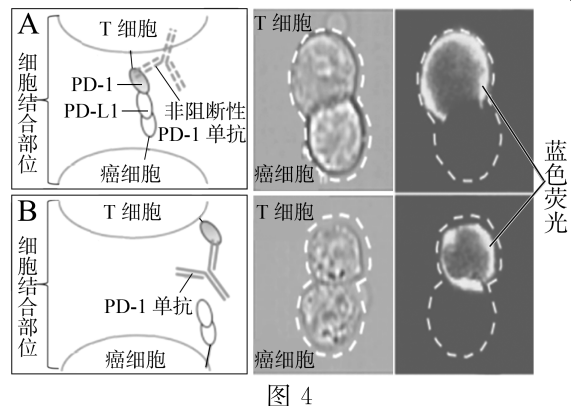 A
T 细胞
PD-1
PD-L1
非阻断性
PD-1 单抗
癌细胞
细胞结合部位
T 细胞
癌细胞
蓝色荧光
B
T 细胞
PD-1 单抗
癌细胞
细胞结合部位
T 细胞
癌细胞
图 4